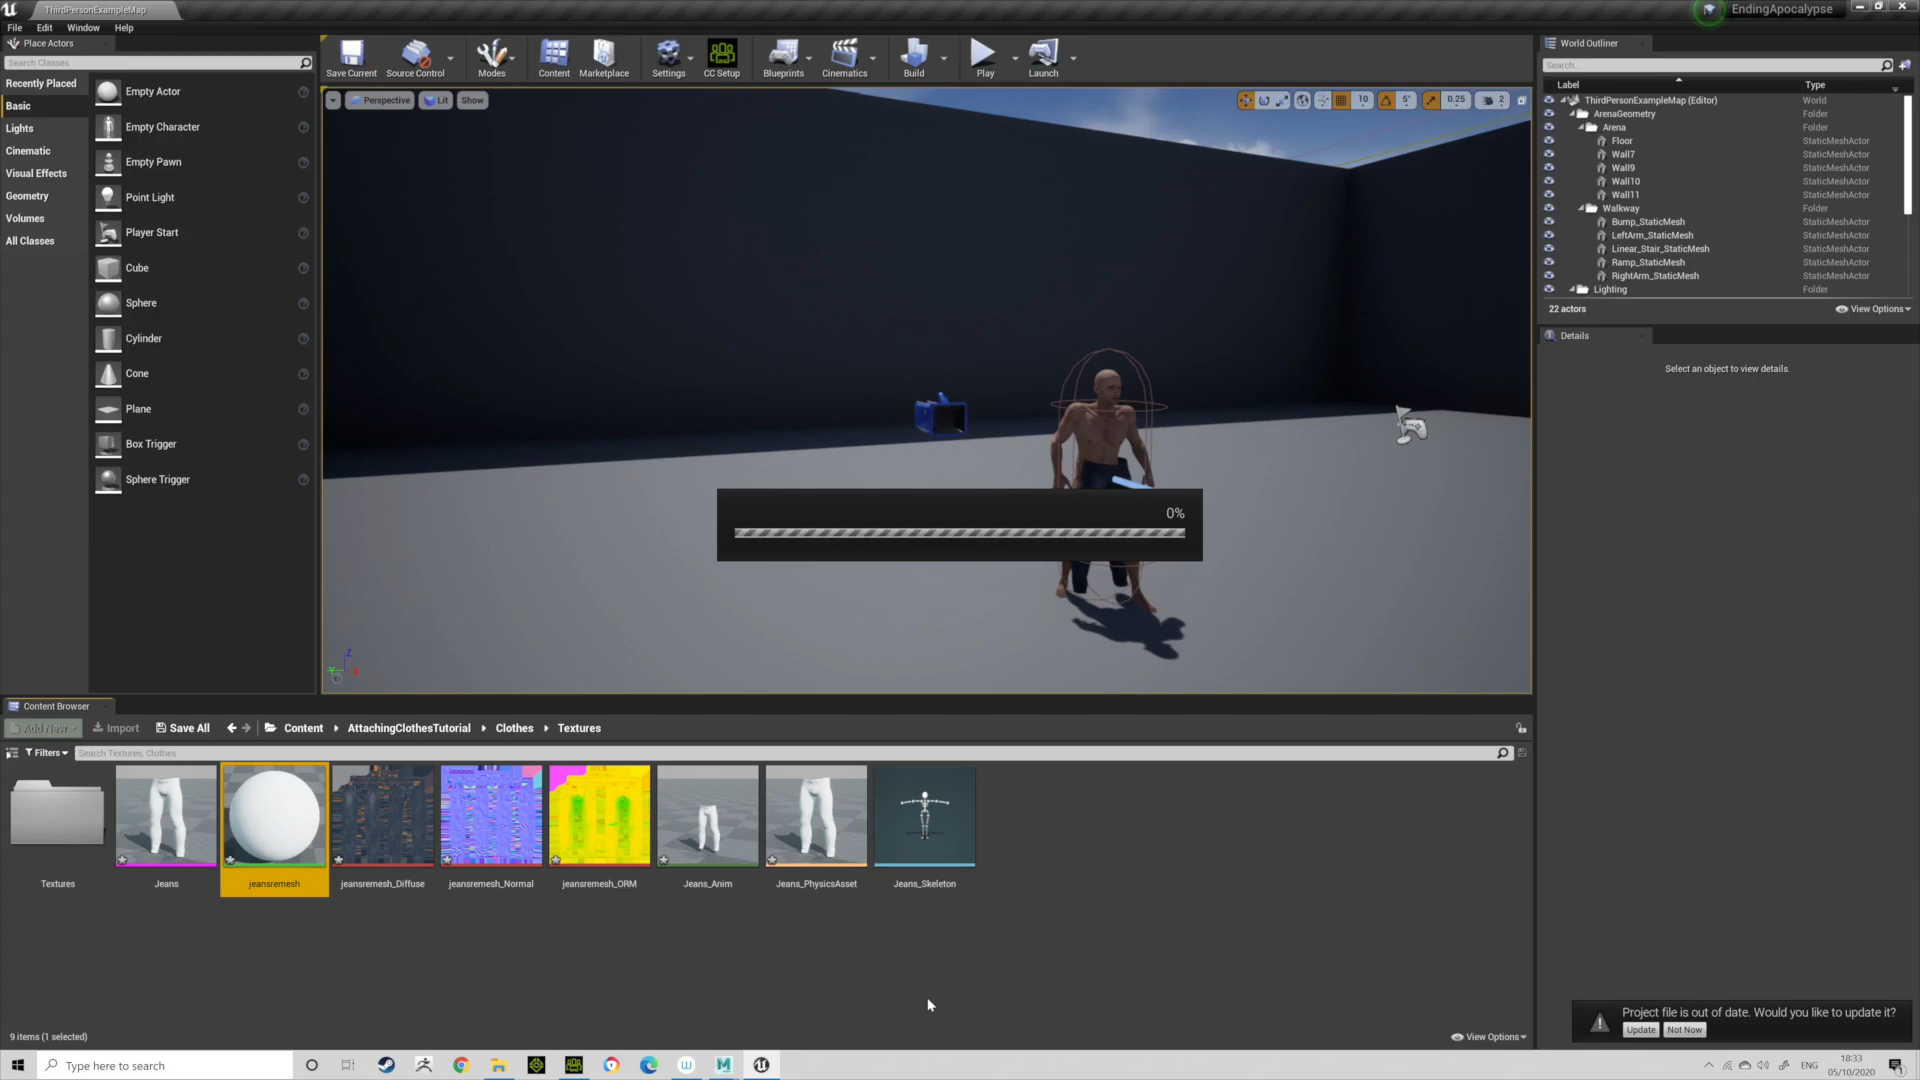 ThirdPersonExampleMap
EndingApocalypse
File Edit Window Help
Place Actors
Search Classes
Recently Placed
Basic
Lights
Cinematic
Visual Effects
Geometry
Volumes
All Classes
Empty Actor
Empty Character
Empty Pawn
Point Light
Player Start
Cube
Sphere
Cylinder
Cone
Plane
Box Trigger
Sphere Trigger
Save Current Source Control Modes Content Marketplace Settings CC Setup Blueprints Cinematics Build Play Launch
Perspective Lit Show
10 5° 0.25 2
0%
Z
Y X
World Outliner
Search...
Label Type
ThirdPersonExampleMap (Editor) World
ArenaGeometry Folder
Arena Folder
Floor StaticMeshActor
Wall7 StaticMeshActor
Wall9 StaticMeshActor
Wall10 StaticMeshActor
Wall11 StaticMeshActor
Walkway Folder
Bump_StaticMesh StaticMeshActor
LeftArm_StaticMesh StaticMeshActor
Linear_Stair_StaticMesh StaticMeshActor
Ramp_StaticMesh StaticMeshActor
RightArm_StaticMesh StaticMeshActor
Lighting Folder
22 actors View Options
Details
Select an object to view details.
Content Browser
Add New Import Save All Content AttachingClothesTutorial Clothes Textures
Filters Search Textures, Clothes
Textures Jeans jeansremesh jeansremesh_Diffuse jeansremesh_Normal jeansremesh_ORM Jeans_Anim Jeans_PhysicsAsset Jeans_Skeleton
9 items (1 selected) View Options
Project file is out of date. Would you like to update it?
Update Not Now
Type here to search
ENG
18:33
05/10/2020